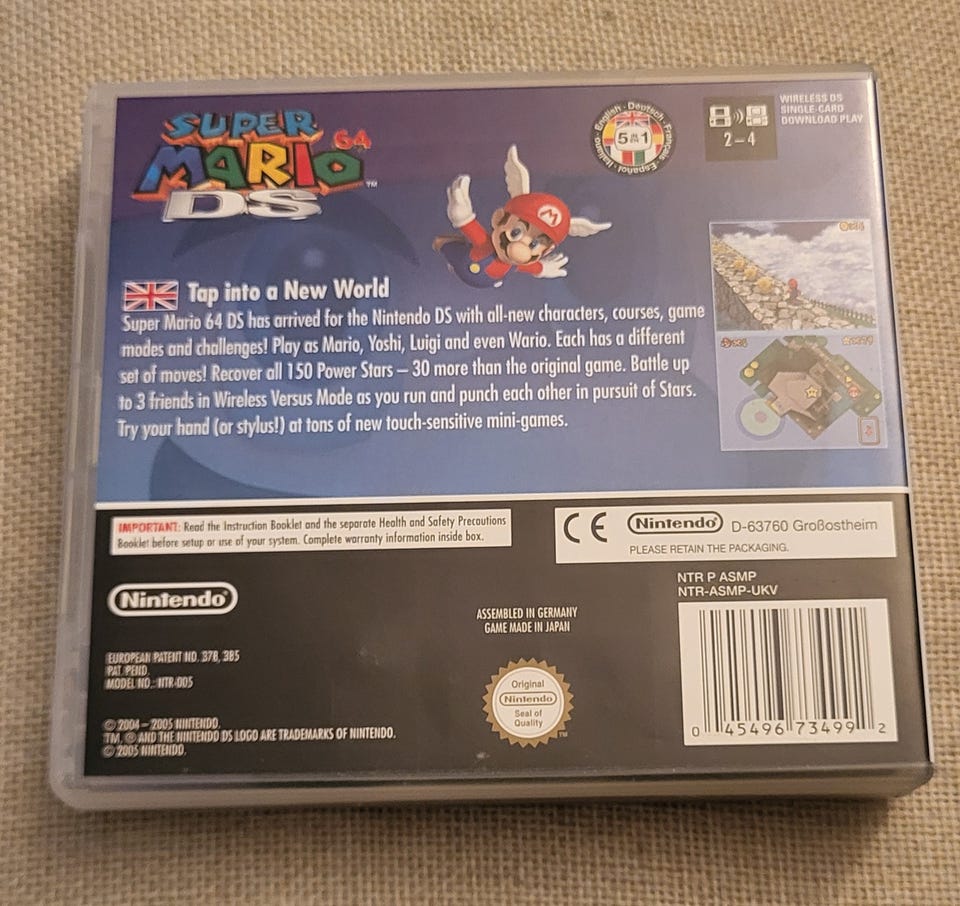 SUPER
MARIO 64 ™
DS
English · Deutsch · Français · Español · Italiano
5 IN 1
2–4
WIRELESS DS
SINGLE-CARD
DOWNLOAD PLAY
M
Tap into a New World
Super Mario 64 DS has arrived for the Nintendo DS with all-new characters, courses, game
modes and challenges! Play as Mario, Yoshi, Luigi and even Wario. Each has a different
set of moves! Recover all 150 Power Stars – 30 more than the original game. Battle up
to 3 friends in Wireless Versus Mode as you run and punch each other in pursuit of Stars.
Try your hand (or stylus!) at tons of new touch-sensitive mini-games.
IMPORTANT: Read the Instruction Booklet and the separate Health and Safety Precautions
Booklet before setup or use of your system. Complete warranty information inside box.
CE Nintendo® D-63760 Großostheim
PLEASE RETAIN THE PACKAGING.
Nintendo®
NTR P ASMP
NTR-ASMP-UKV
ASSEMBLED IN GERMANY
GAME MADE IN JAPAN
EUROPEAN PATENT NO. 378, 385
PAT PEND.
MODEL NO.: NTR-005
Original
Nintendo
Seal of
Quality
TM
© 2004 – 2005 NINTENDO.
TM, ® AND THE NINTENDO DS LOGO ARE TRADEMARKS OF NINTENDO.
© 2005 NINTENDO.
0 45496 73499 2